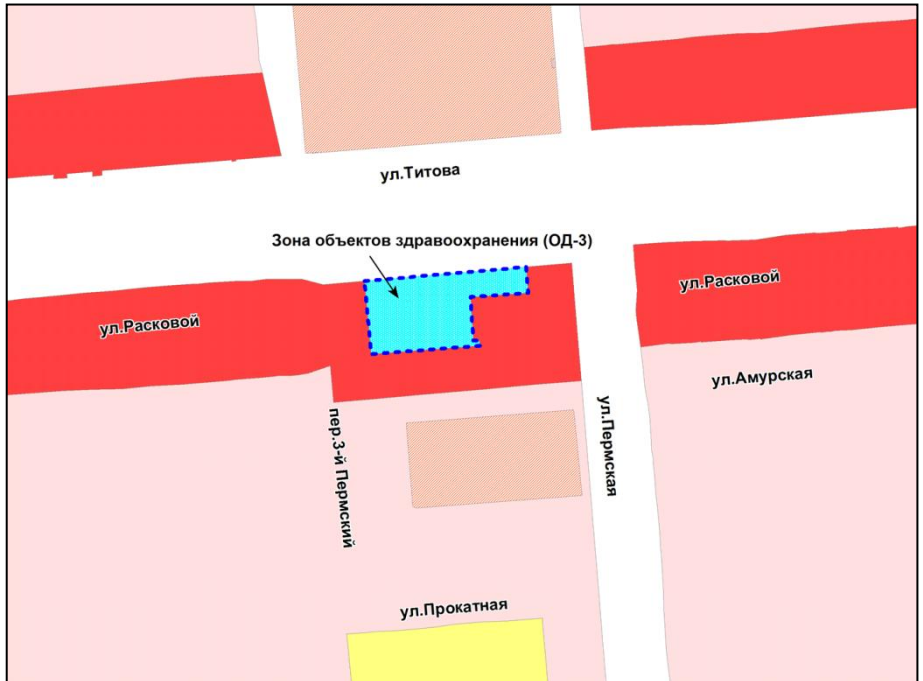 ул.Титова
Зона объектов здравоохранения (ОД-3)
ул.Расковой
ул.Расковой
ул.Амурская
пер.3-й Пермский
ул.Пермская
ул.Прокатная